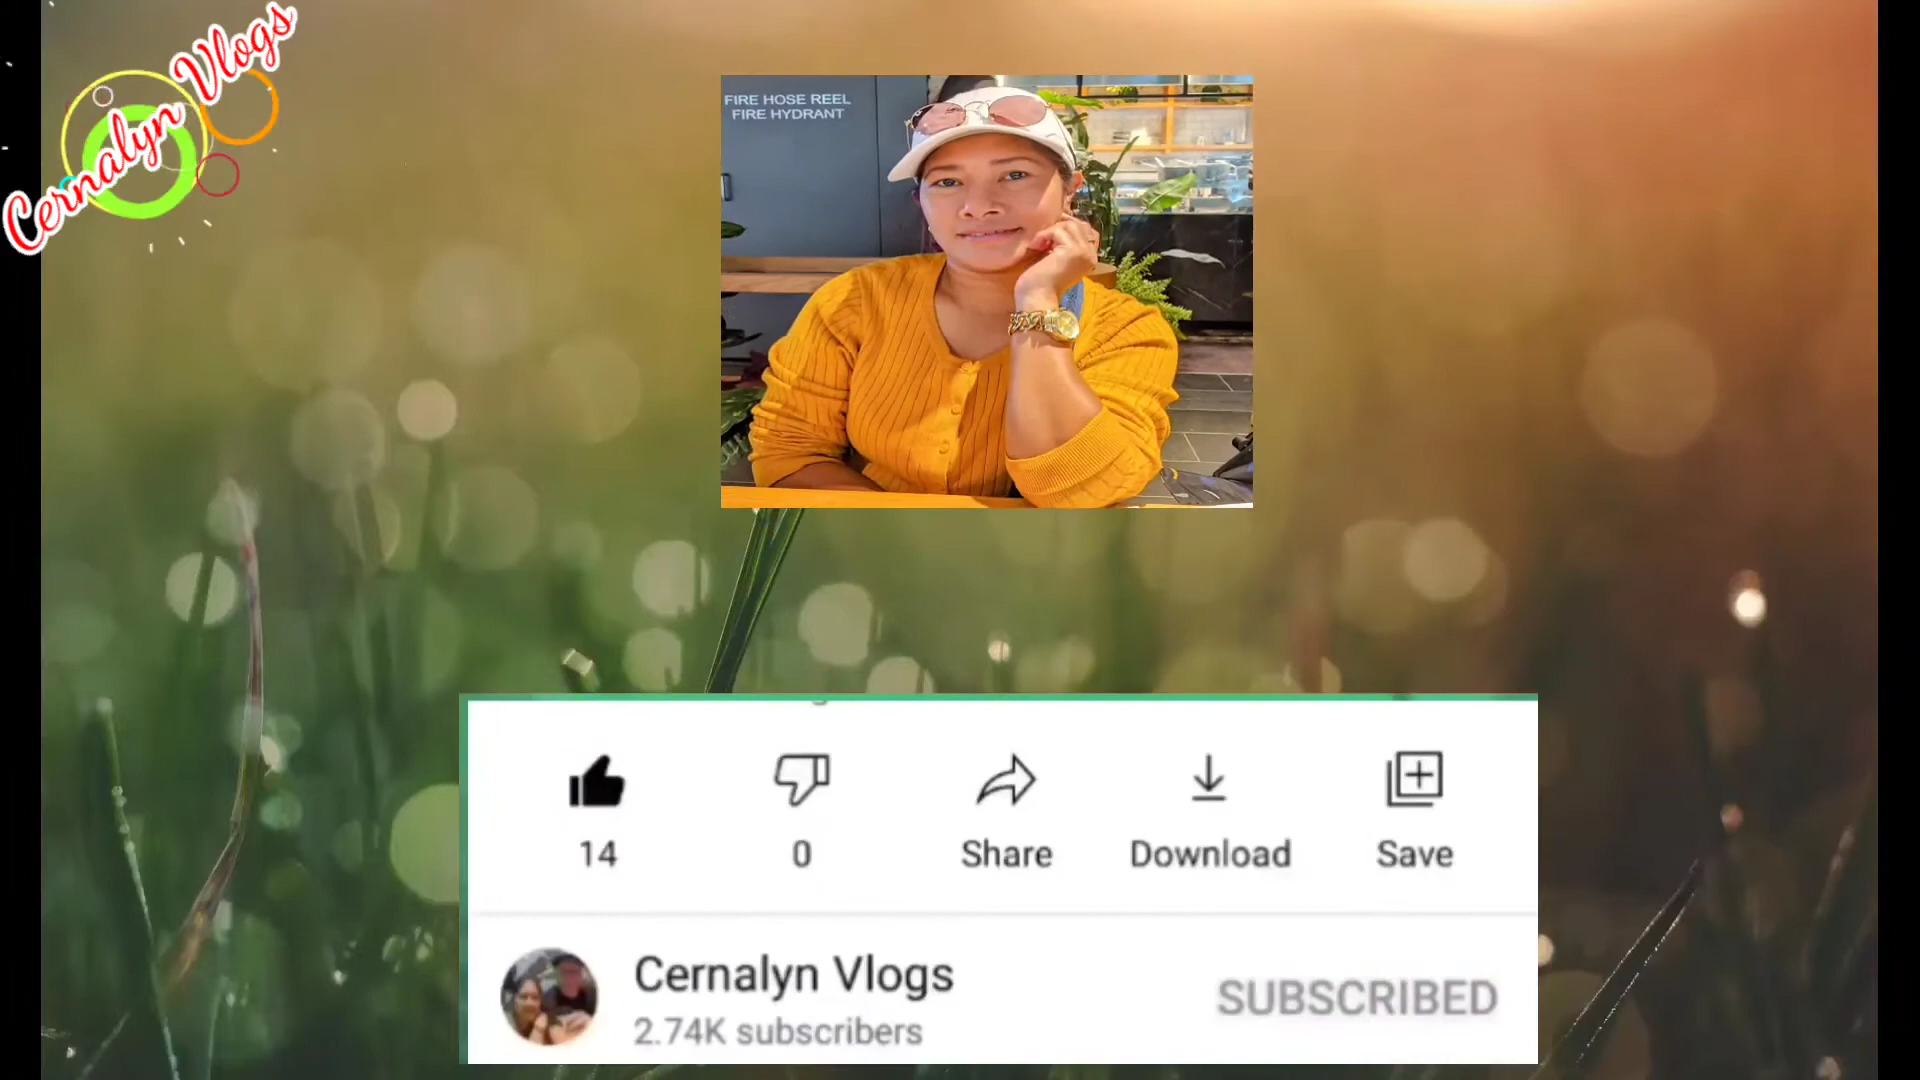 Cernalyn Vlogs
FIRE HOSE REEL
FIRE HYDRANT
14
0
Share
Download
Save
Cernalyn Vlogs
2.74K subscribers
SUBSCRIBED